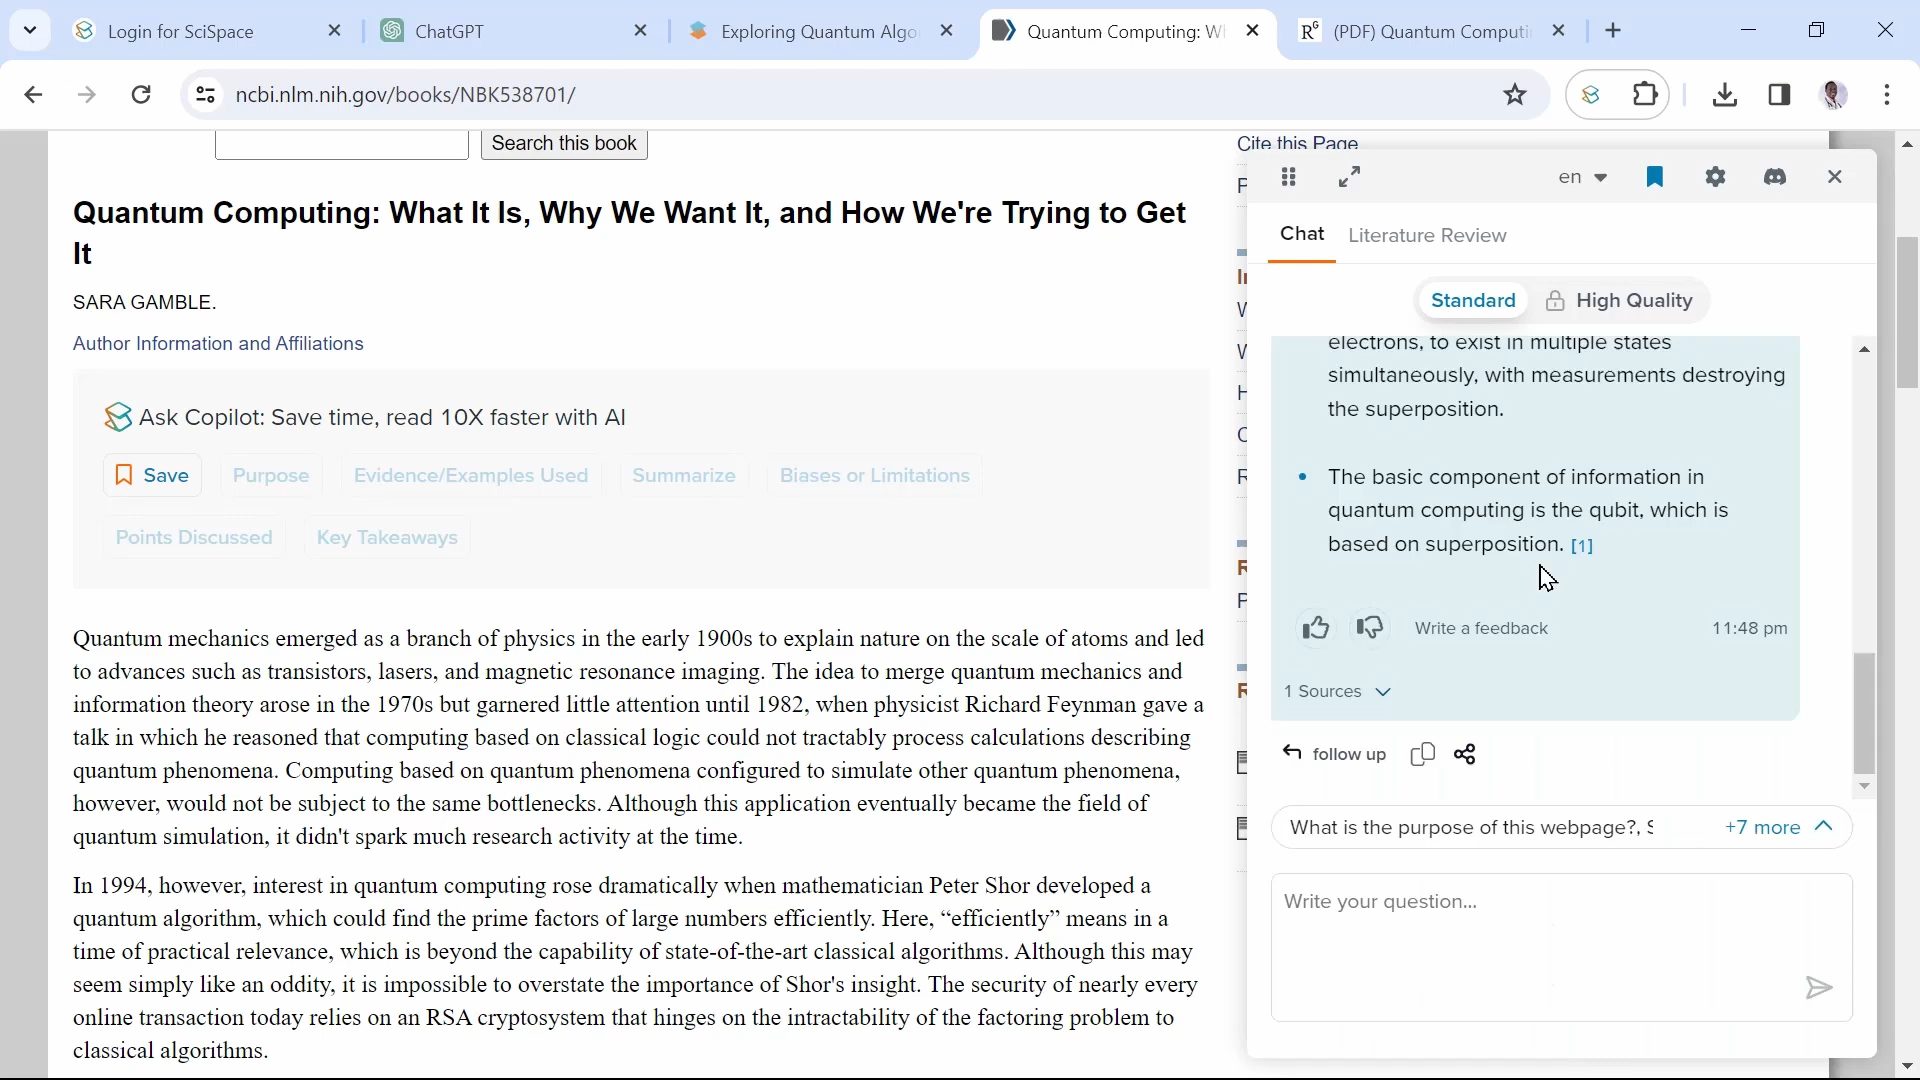 Login for SciSpace
ChatGPT
Exploring Quantum Algo
Quantum Computing: Wh
(PDF) Quantum Computi
ncbi.nlm.nih.gov/books/NBK538701/
Search this book
Quantum Computing: What It Is, Why We Want It, and How We're Trying to Get
It
SARA GAMBLE.
Author Information and Affiliations
Ask Copilot: Save time, read 10X faster with AI
Save
Purpose
Evidence/Examples Used
Summarize
Biases or Limitations
Points Discussed
Key Takeaways
Quantum mechanics emerged as a branch of physics in the early 1900s to explain nature on the scale of atoms and led
to advances such as transistors, lasers, and magnetic resonance imaging. The idea to merge quantum mechanics and
information theory arose in the 1970s but garnered little attention until 1982, when physicist Richard Feynman gave a
talk in which he reasoned that computing based on classical logic could not tractably process calculations describing
quantum phenomena. Computing based on quantum phenomena configured to simulate other quantum phenomena,
however, would not be subject to the same bottlenecks. Although this application eventually became the field of
quantum simulation, it didn't spark much research activity at the time.
In 1994, however, interest in quantum computing rose dramatically when mathematician Peter Shor developed a
quantum algorithm, which could find the prime factors of large numbers efficiently. Here, “efficiently” means in a
time of practical relevance, which is beyond the capability of state-of-the-art classical algorithms. Although this may
seem simply like an oddity, it is impossible to overstate the importance of Shor's insight. The security of nearly every
online transaction today relies on an RSA cryptosystem that hinges on the intractability of the factoring problem to
classical algorithms.
Cite this Page
en
Chat
Literature Review
Standard
High Quality
electrons, to exist in multiple states
simultaneously, with measurements destroying
the superposition.
• The basic component of information in
quantum computing is the qubit, which is
based on superposition. [1]
Write a feedback
11:48 pm
1 Sources
follow up
What is the purpose of this webpage?, S
+7 more
Write your question...